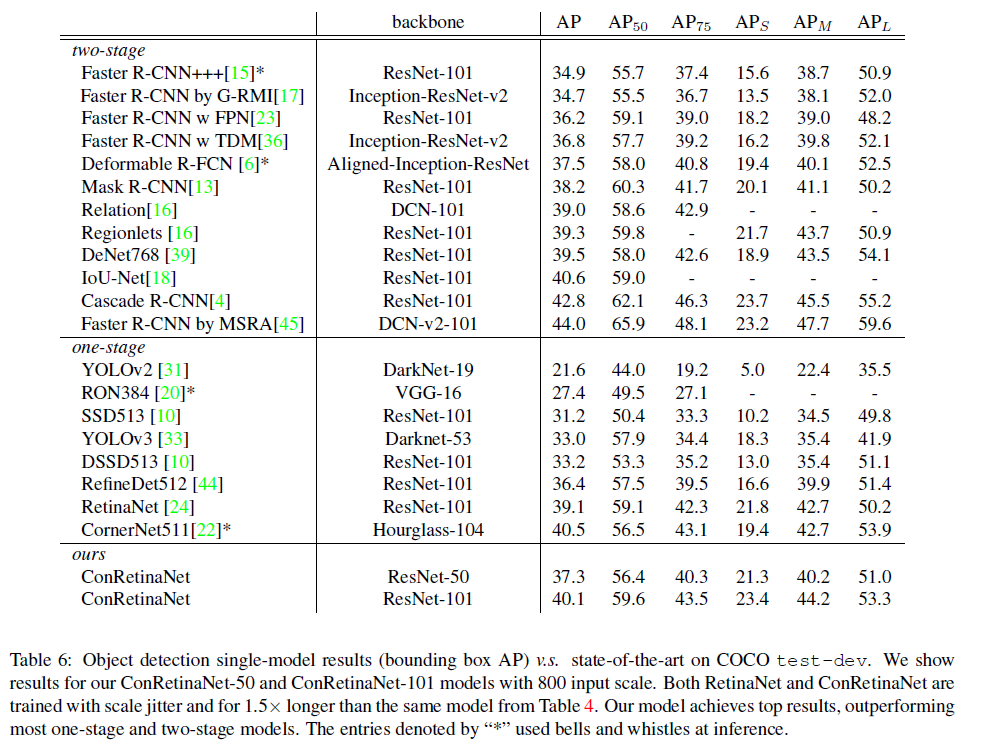 backbone AP AP50 AP75 APS APM APL
two-stage
Faster R-CNN+++[15]* ResNet-101 34.9 55.7 37.4 15.6 38.7 50.9
Faster R-CNN by G-RMI[17] Inception-ResNet-v2 34.7 55.5 36.7 13.5 38.1 52.0
Faster R-CNN w FPN[23] ResNet-101 36.2 59.1 39.0 18.2 39.0 48.2
Faster R-CNN w TDM[36] Inception-ResNet-v2 36.8 57.7 39.2 16.2 39.8 52.1
Deformable R-FCN [6]* Aligned-Inception-ResNet 37.5 58.0 40.8 19.4 40.1 52.5
Mask R-CNN[13] ResNet-101 38.2 60.3 41.7 20.1 41.1 50.2
Relation[16] DCN-101 39.0 58.6 42.9 - - -
Regionlets [16] ResNet-101 39.3 59.8 - 21.7 43.7 50.9
DeNet768 [39] ResNet-101 39.5 58.0 42.6 18.9 43.5 54.1
IoU-Net[18] ResNet-101 40.6 59.0 - - - -
Cascade R-CNN[4] ResNet-101 42.8 62.1 46.3 23.7 45.5 55.2
Faster R-CNN by MSRA[45] DCN-v2-101 44.0 65.9 48.1 23.2 47.7 59.6
one-stage
YOLOv2 [31] DarkNet-19 21.6 44.0 19.2 5.0 22.4 35.5
RON384 [20]* VGG-16 27.4 49.5 27.1 - - -
SSD513 [10] ResNet-101 31.2 50.4 33.3 10.2 34.5 49.8
YOLOv3 [33] Darknet-53 33.0 57.9 34.4 18.3 35.4 41.9
DSSD513 [10] ResNet-101 33.2 53.3 35.2 13.0 35.4 51.1
RefineDet512 [44] ResNet-101 36.4 57.5 39.5 16.6 39.9 51.4
RetinaNet [24] ResNet-101 39.1 59.1 42.3 21.8 42.7 50.2
CornerNet511[22]* Hourglass-104 40.5 56.5 43.1 19.4 42.7 53.9
ours
ConRetinaNet ResNet-50 37.3 56.4 40.3 21.3 40.2 51.0
ConRetinaNet ResNet-101 40.1 59.6 43.5 23.4 44.2 53.3
Table 6: Object detection single-model results (bounding box AP) v.s. state-of-the-art on COCO test-dev. We show
results for our ConRetinaNet-50 and ConRetinaNet-101 models with 800 input scale. Both RetinaNet and ConRetinaNet are
trained with scale jitter and for 1.5× longer than the same model from Table 4. Our model achieves top results, outperforming
most one-stage and two-stage models. The entries denoted by “*” used bells and whistles at inference.